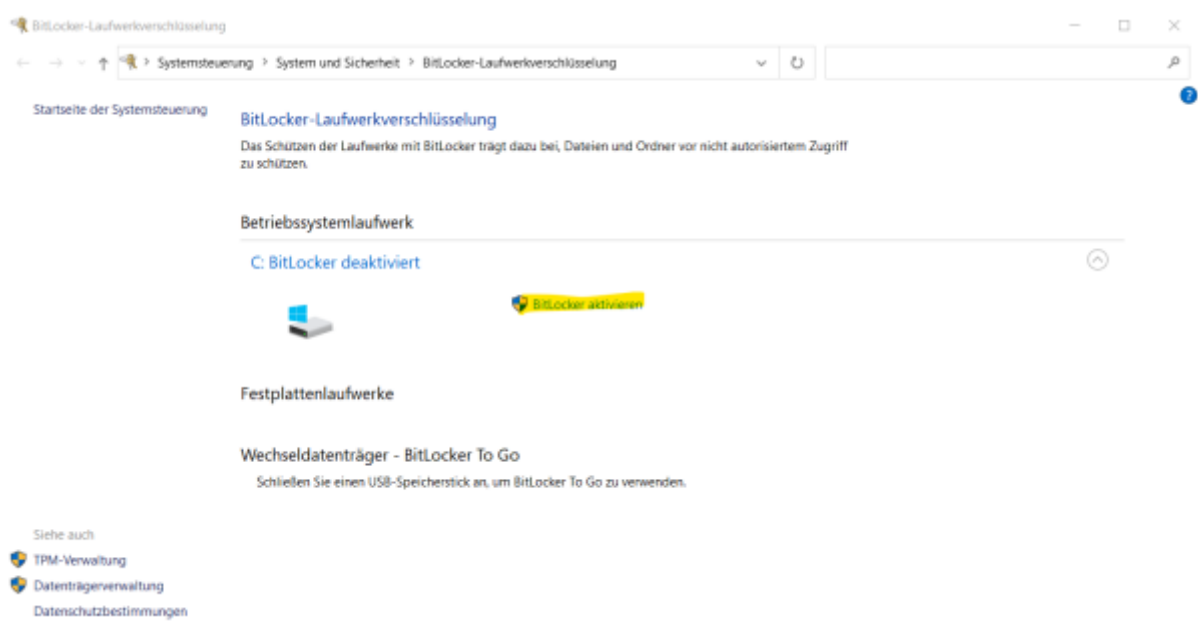 BitLocker-Laufwerkverschlüsselung
Systemsteuerung > System und Sicherheit > BitLocker-Laufwerkverschlüsselung
Startseite der Systemsteuerung
BitLocker-Laufwerkverschlüsselung
Das Schützen der Laufwerke mit BitLocker trägt dazu bei, Dateien und Ordner vor nicht autorisiertem Zugriff
zu schützen.
Betriebssystemlaufwerk
C: BitLocker deaktiviert
BitLocker aktivieren
Festplattenlaufwerke
Wechseldatenträger - BitLocker To Go
Schließen Sie einen USB-Speicherstick an, um BitLocker To Go zu verwenden.
Siehe auch
TPM-Verwaltung
Datenträgerverwaltung
Datenschutzbestimmungen